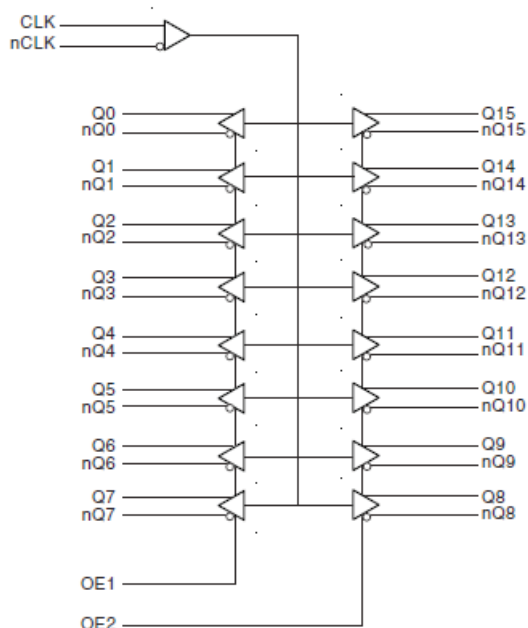 CLK
nCLK
Q0 Q15
nQ0 nQ15
Q1 Q14
nQ1 nQ14
Q2 Q13
nQ2 nQ13
Q3 Q12
nQ3 nQ12
Q4 Q11
nQ4 nQ11
Q5 Q10
nQ5 nQ10
Q6 Q9
nQ6 nQ9
Q7 Q8
nQ7 nQ8
OE1
OE2